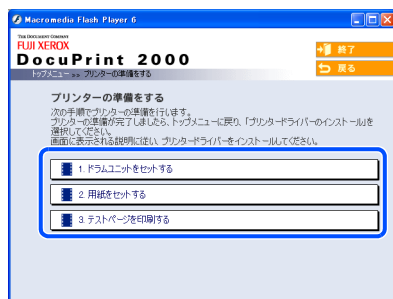 Macromedia Flash Player 6
THE DOCUMENT COMPANY
FUJI XEROX
DocuPrint 2000
終了
トップメニュー >> プリンターの準備をする
戻る
プリンターの準備をする
次の手順でプリンターの準備を行います。
プリンターの準備が完了しましたら、トップメニューに戻り、「プリンタードライバーのインストール」を
選択してください。
画面に表示される説明に従い、プリンタードライバーをインストールしてください。
1. ドラムユニットをセットする
2. 用紙をセットする
3. テストページを印刷する